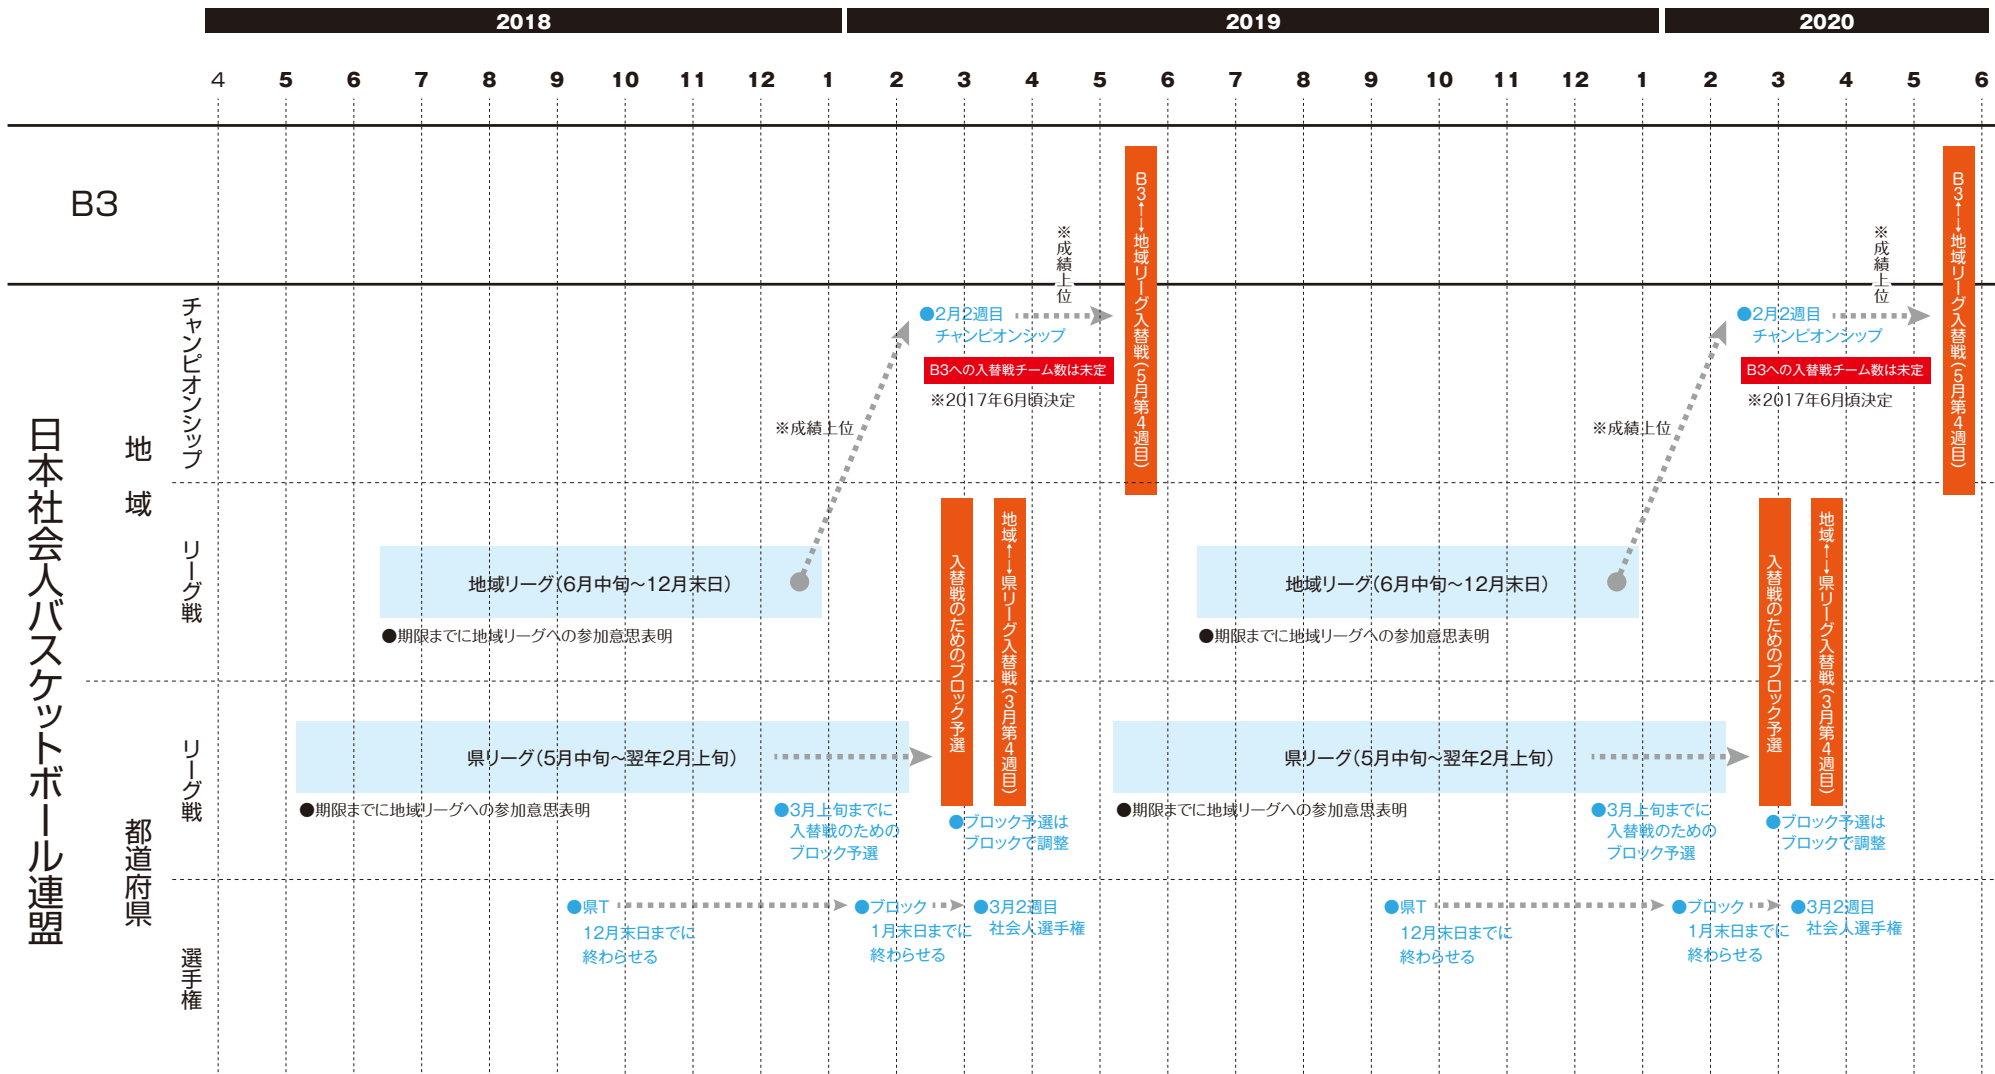 2018
2019
2020
4 5 6 7 8 9 10 11 12 1 2 3 4 5 6 7 8 9 10 11 12 1 2 3 4 5 6
B3
日本社会人バスケットボール連盟
地域
チャンピオンシップ
リーグ戦
都道府県
リーグ戦
選手権
B3←→地域リーグ入替戦(5月第4週目)
※成績上位
●2月2週目
チャンピオンシップ
B3への入替戦チーム数は未定
※2017年6月頃決定
※成績上位
地域リーグ(6月中旬〜12月末日)
●期限までに地域リーグへの参加意思表明
入替戦のためのブロック予選
地域←→県リーグ入替戦(3月第4週目)
県リーグ(5月中旬〜翌年2月上旬)
●期限までに地域リーグへの参加意思表明
●3月上旬までに
入替戦のための
ブロック予選
●ブロック予選は
ブロックで調整
●県T
12月末日までに
終わらせる
●ブロック
1月末日までに
終わらせる
●3月2週目
社会人選手権
B3←→地域リーグ入替戦(5月第4週目)
※成績上位
●2月2週目
チャンピオンシップ
B3への入替戦チーム数は未定
※2017年6月頃決定
※成績上位
地域リーグ(6月中旬〜12月末日)
●期限までに地域リーグへの参加意思表明
入替戦のためのブロック予選
地域←→県リーグ入替戦(3月第4週目)
県リーグ(5月中旬〜翌年2月上旬)
●期限までに地域リーグへの参加意思表明
●3月上旬までに
入替戦のための
ブロック予選
●ブロック予選は
ブロックで調整
●県T
12月末日までに
終わらせる
●ブロック
1月末日までに
終わらせる
●3月2週目
社会人選手権